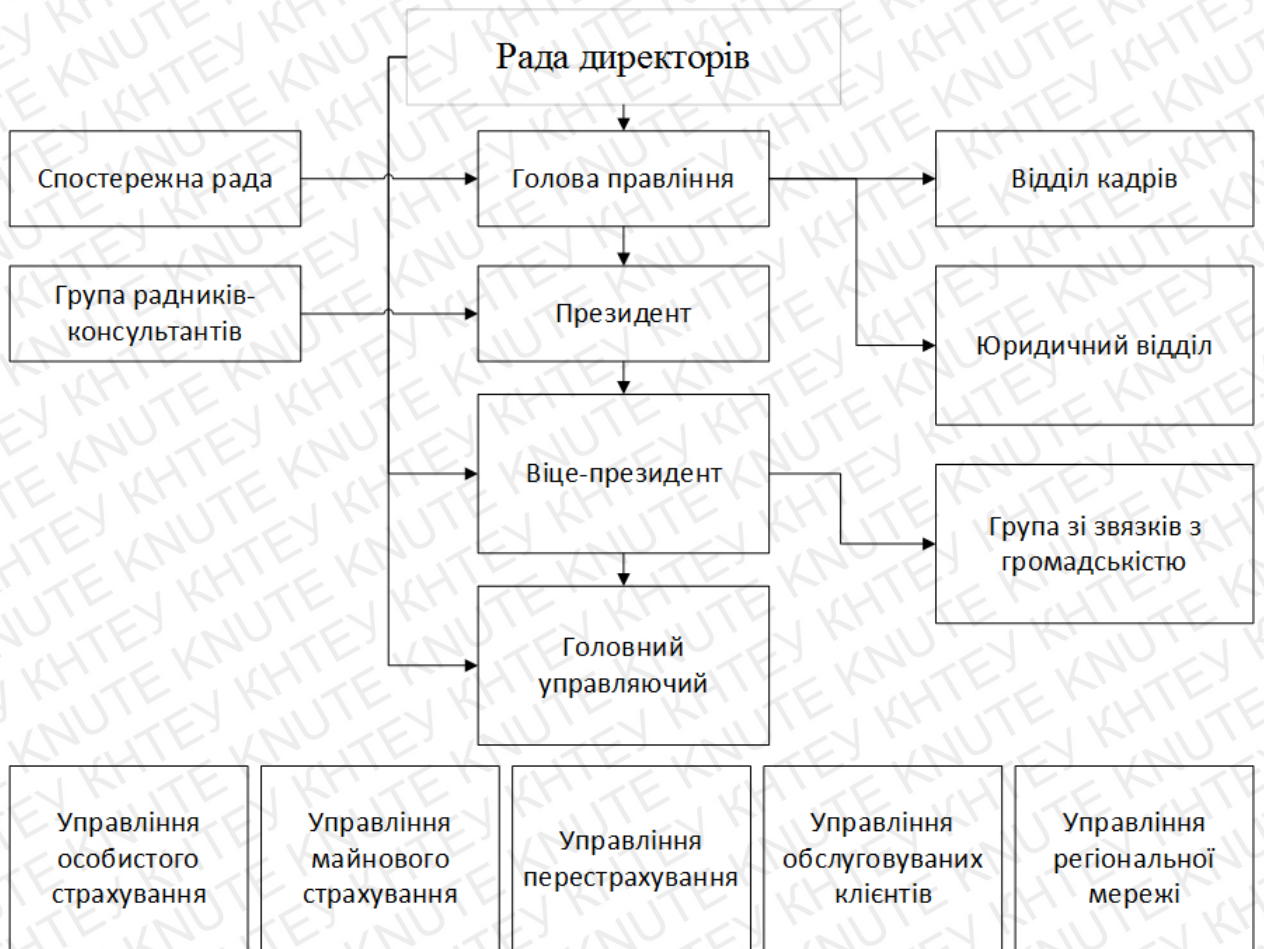 Рада директорів
Спостережна рада
Голова правління
Відділ кадрів
Група радників-
консультантів
Президент
Юридичний відділ
Віце-президент
Група зі звязків з
громадськістю
Головний
управляючий
Управління
особистого
страхування
Управління
майнового
страхування
Управління
перестрахування
Управління
обслуговуваних
клієнтів
Управління
регіональної
мережі